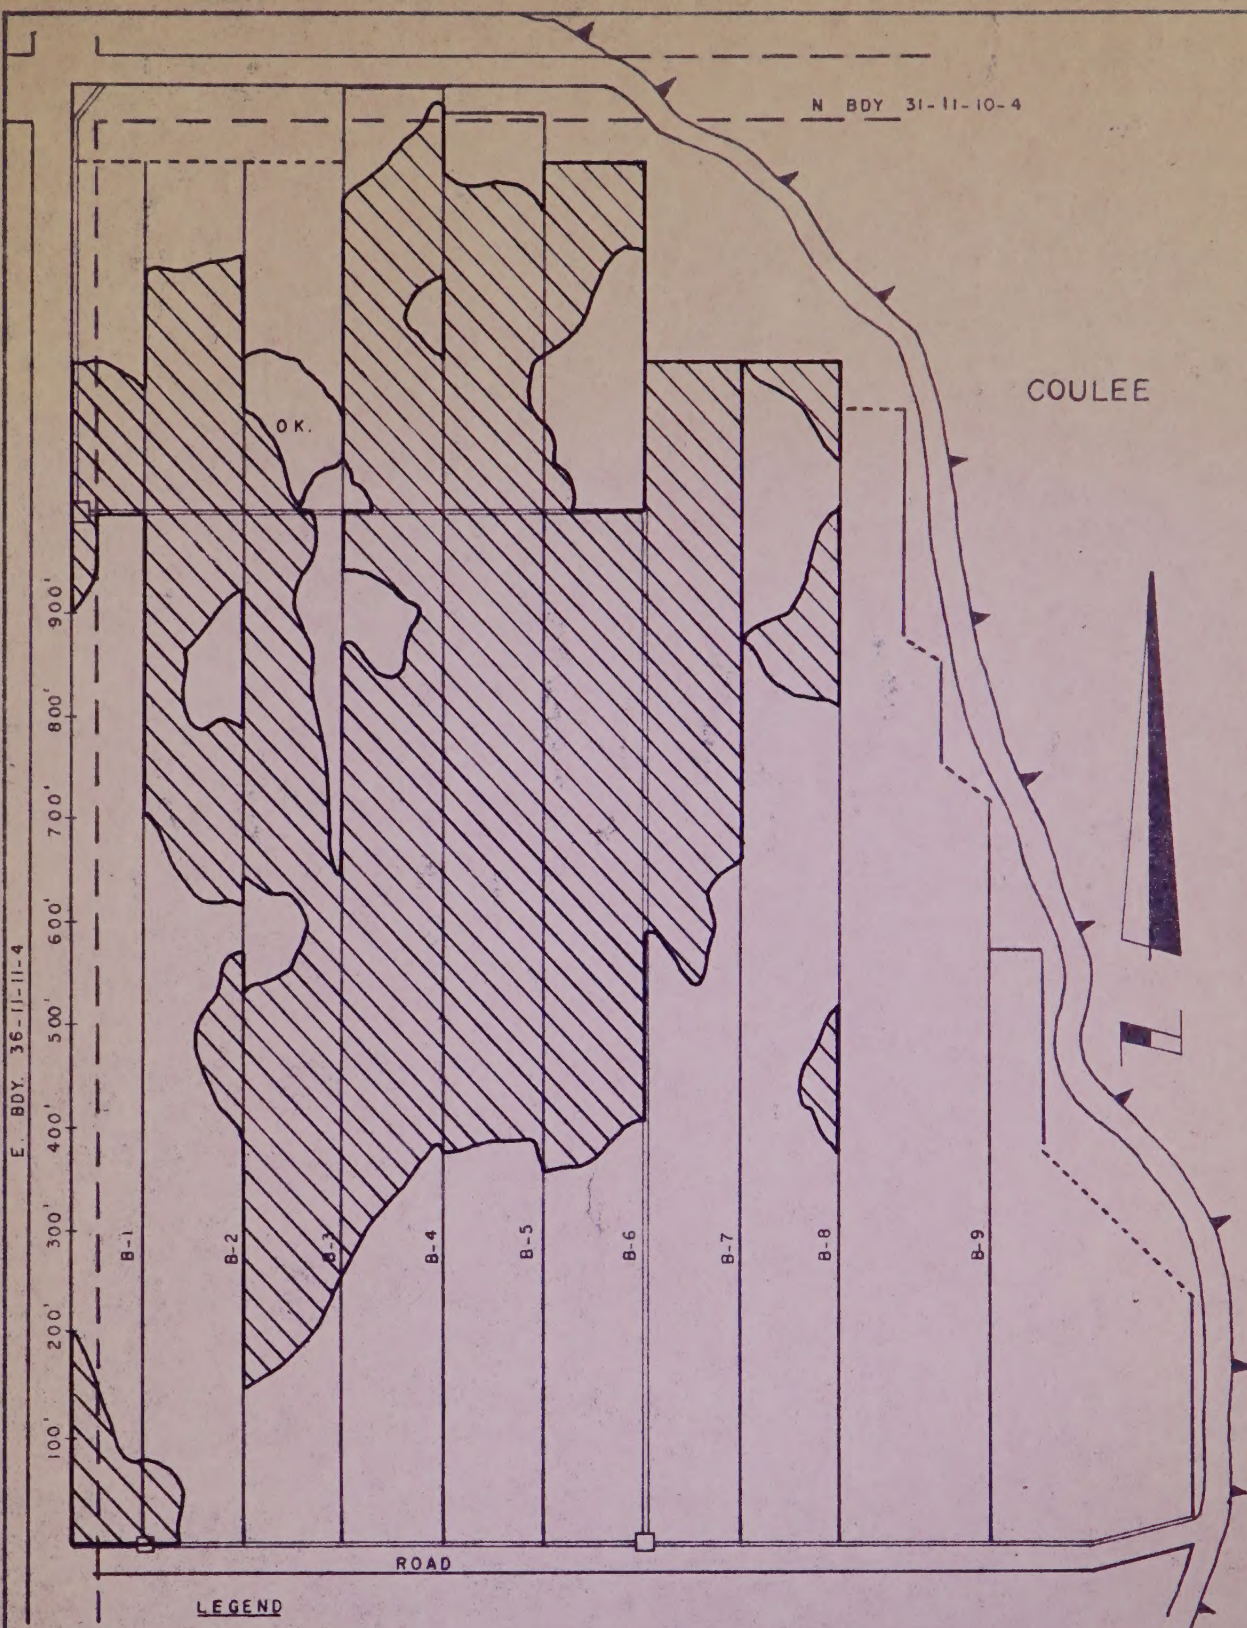 N BDY 31-11-10-4
COULEE
OK.
900'
800'
700'
600'
500'
400'
300'
200'
100'
E. BDY. 36-11-11-4
B-1
B-2
B-3
B-4
B-5
B-6
B-7
B-8
B-9
ROAD
LEGEND